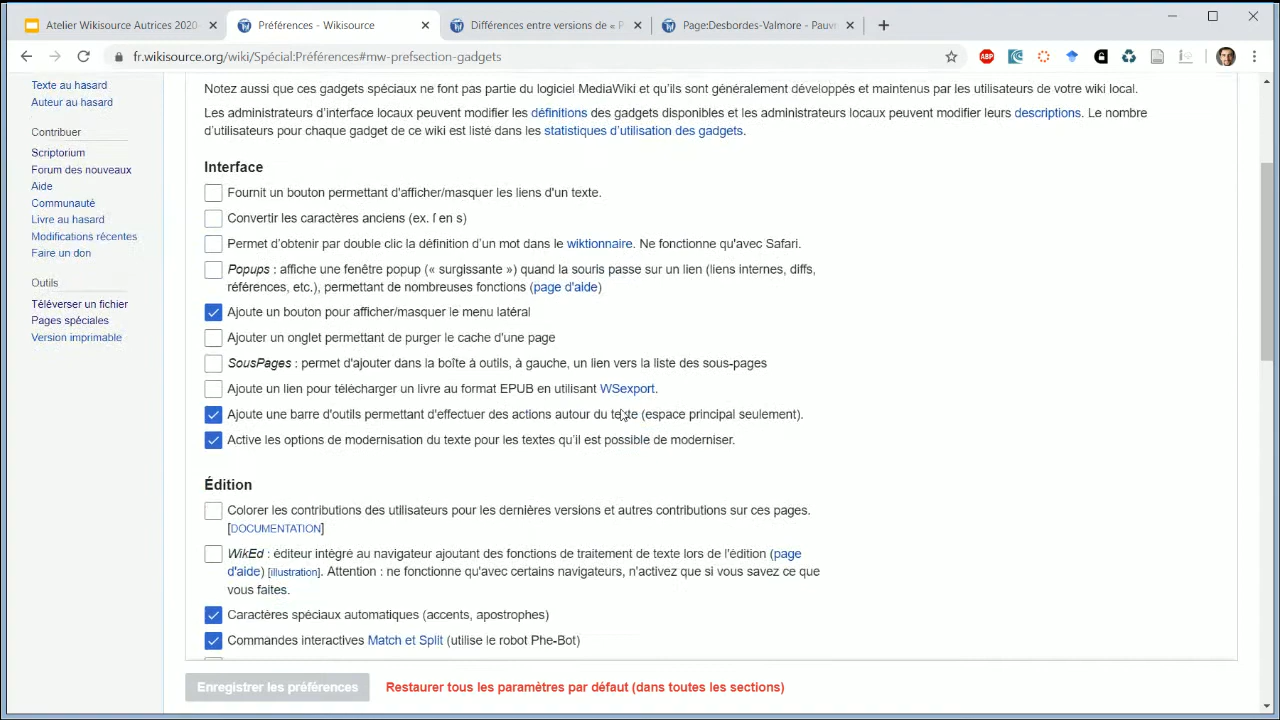 Atelier Wikisource Autrices 2020
Préférences - Wikisource
Différences entre versions de « P
Page:Desbordes-Valmore - Pauvr
fr.wikisource.org/wiki/Spécial:Préférences#mw-prefsection-gadgets
ABP
Texte au hasard
Auteur au hasard
Contribuer
Scriptorium
Forum des nouveaux
Aide
Communauté
Livre au hasard
Modifications récentes
Faire un don
Outils
Téléverser un fichier
Pages spéciales
Version imprimable
Notez aussi que ces gadgets spéciaux ne font pas partie du logiciel MediaWiki et qu'ils sont généralement développés et maintenus par les utilisateurs de votre wiki local.
Les administrateurs d'interface locaux peuvent modifier les définitions des gadgets disponibles et les administrateurs locaux peuvent modifier leurs descriptions. Le nombre
d'utilisateurs pour chaque gadget de ce wiki est listé dans les statistiques d'utilisation des gadgets.
Interface
Fournit un bouton permettant d'afficher/masquer les liens d'un texte.
Convertir les caractères anciens (ex. ſ en s)
Permet d'obtenir par double clic la définition d'un mot dans le wiktionnaire. Ne fonctionne qu'avec Safari.
Popups : affiche une fenêtre popup (« surgissante ») quand la souris passe sur un lien (liens internes, diffs,
références, etc.), permettant de nombreuses fonctions (page d'aide)
Ajoute un bouton pour afficher/masquer le menu latéral
Ajouter un onglet permettant de purger le cache d'une page
SousPages : permet d'ajouter dans la boîte à outils, à gauche, un lien vers la liste des sous-pages
Ajoute un lien pour télécharger un livre au format EPUB en utilisant WSexport.
Ajoute une barre d'outils permettant d'effectuer des actions autour du texte (espace principal seulement).
Active les options de modernisation du texte pour les textes qu'il est possible de moderniser.
Édition
Colorer les contributions des utilisateurs pour les dernières versions et autres contributions sur ces pages.
[DOCUMENTATION]
WikEd : éditeur intégré au navigateur ajoutant des fonctions de traitement de texte lors de l'édition (page
d'aide) [illustration]. Attention : ne fonctionne qu'avec certains navigateurs, n'activez que si vous savez ce que
vous faites.
Caractères spéciaux automatiques (accents, apostrophes)
Commandes interactives Match et Split (utilise le robot Phe-Bot)
Enregistrer les préférences
Restaurer tous les paramètres par défaut (dans toutes les sections)